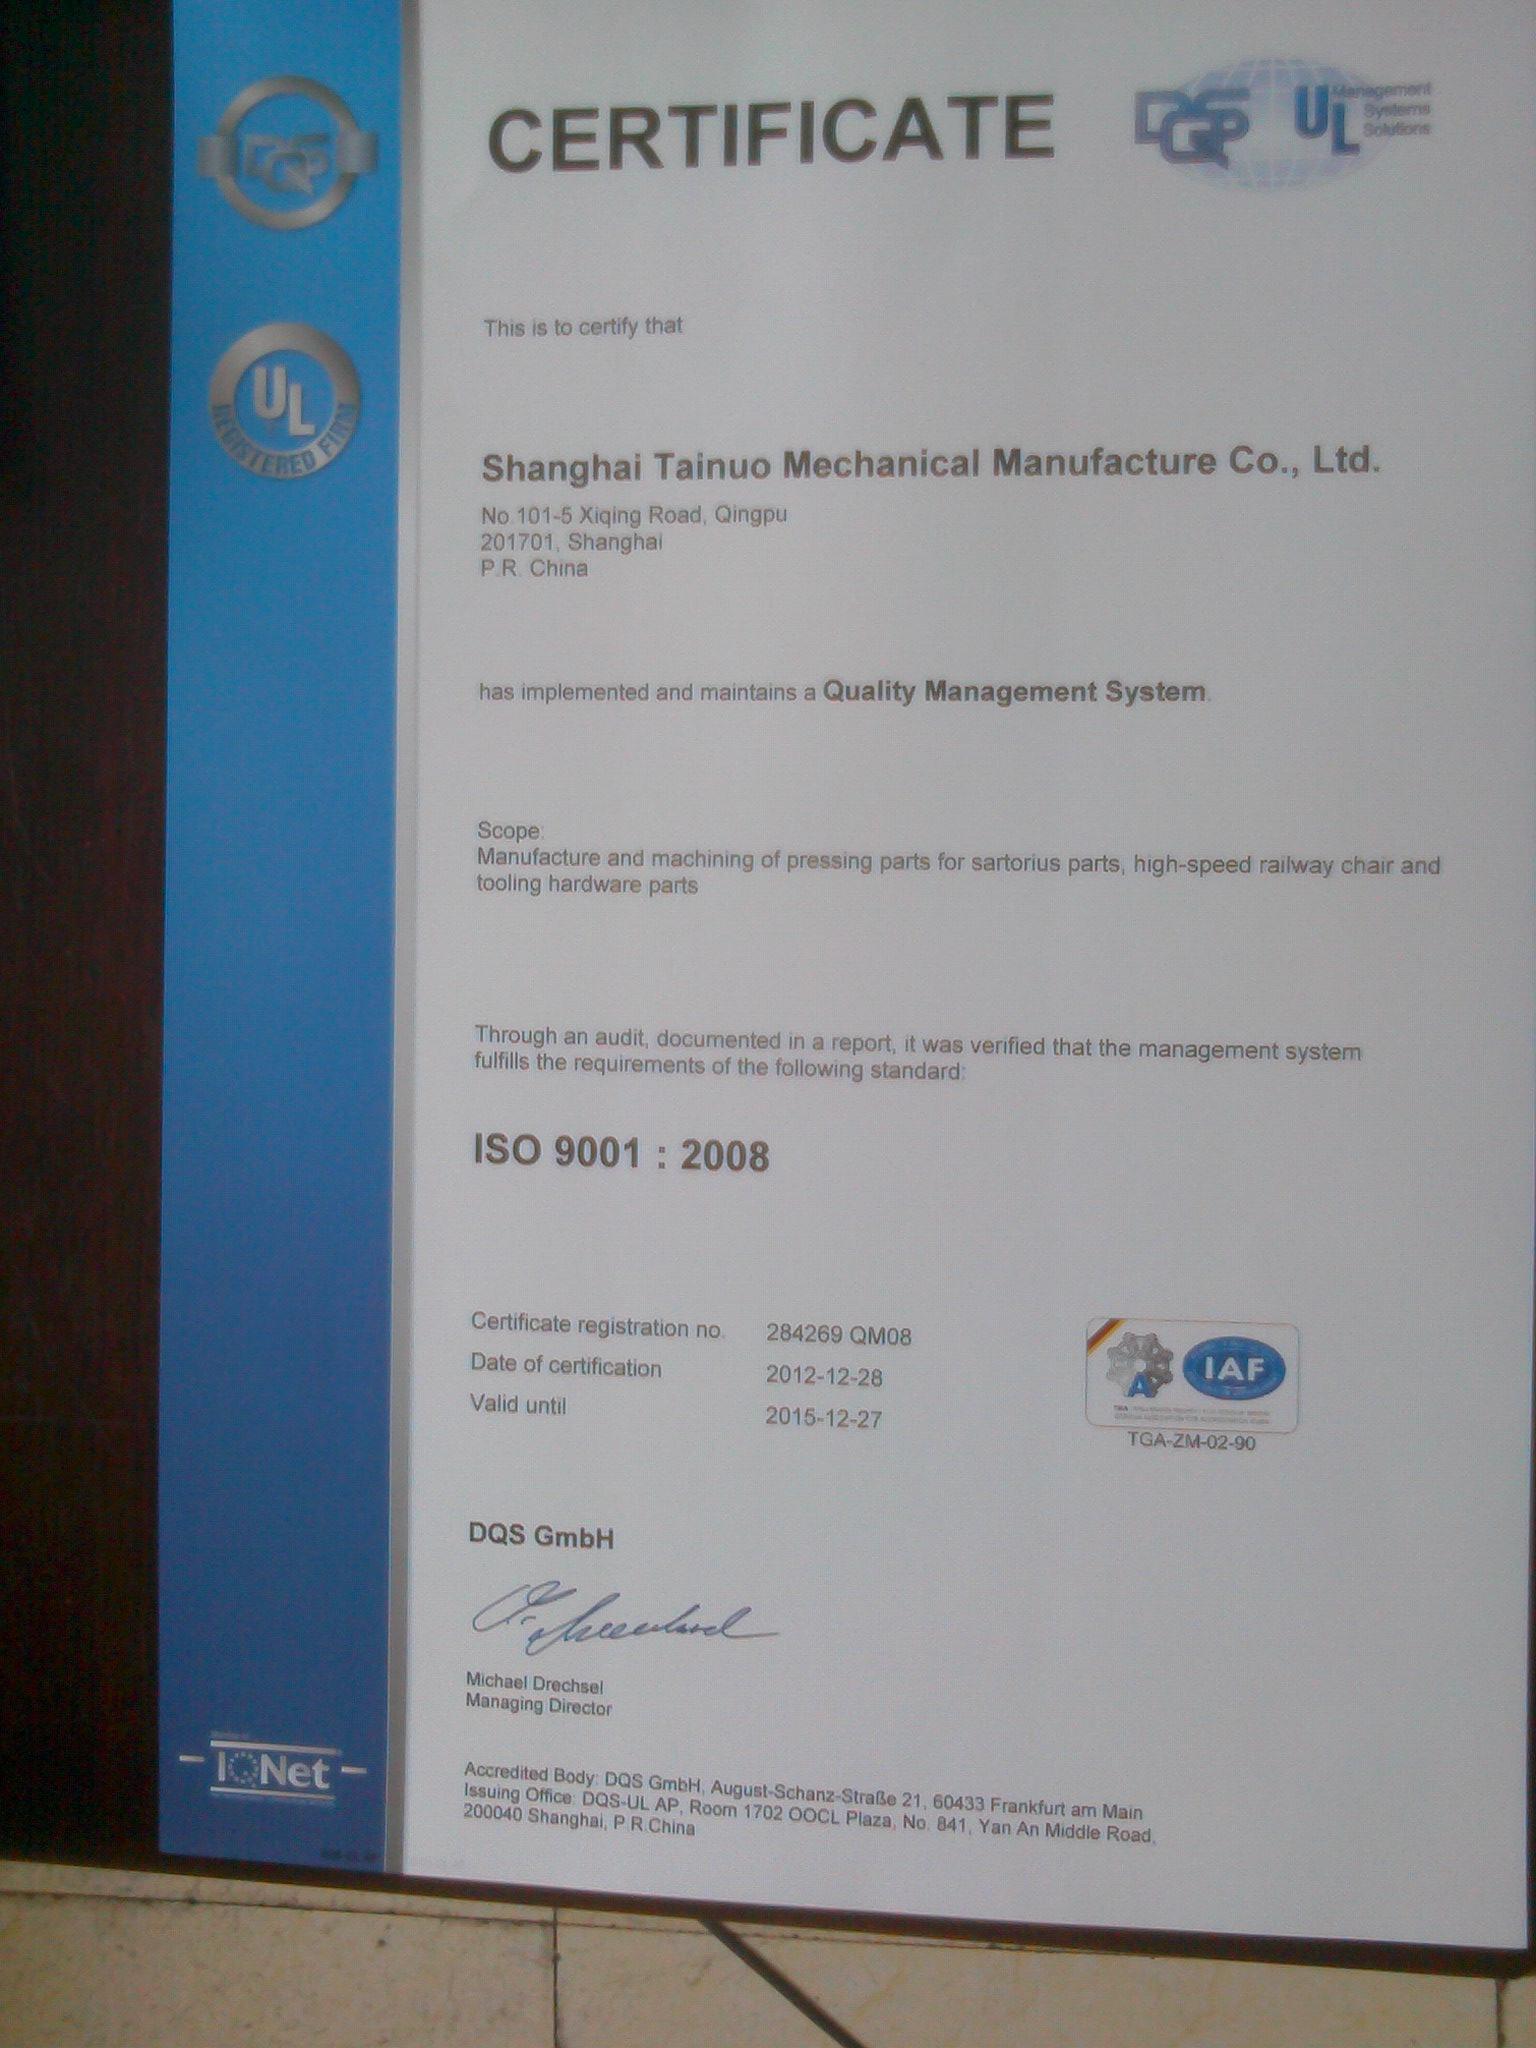 CERTIFICATE
DQS
UL
Management
Systems
Solutions
DQS
UL
REGISTERED FIRM
This is to certify that
Shanghai Tainuo Mechanical Manufacture Co., Ltd.
No.101-5 Xiqing Road, Qingpu
201701, Shanghai
P.R. China
has implemented and maintains a Quality Management System.
Scope:
Manufacture and machining of pressing parts for sartorius parts, high-speed railway chair and
tooling hardware parts
Through an audit, documented in a report, it was verified that the management system
fulfills the requirements of the following standard:
ISO 9001 : 2008
Certificate registration no. 284269 QM08
Date of certification 2012-12-28
Valid until 2015-12-27
A
IAF
TGA-ZM-02-90
DQS GmbH
Michael Drechsel
Managing Director
IQNet
Accredited Body: DQS GmbH, August-Schanz-Straße 21, 60433 Frankfurt am Main
Issuing Office: DQS-UL AP, Room 1702 OOCL Plaza, No. 841, Yan An Middle Road,
200040 Shanghai, P.R.China